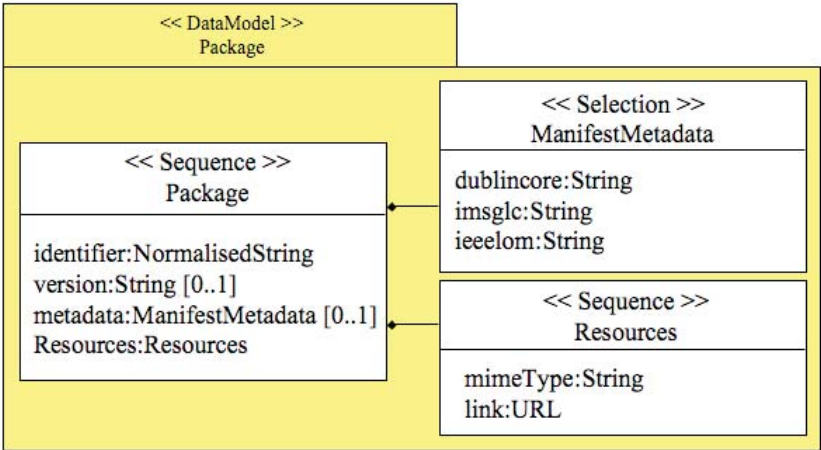 << DataModel >>
Package
<< Sequence >>
Package
identifier:NormalisedString
version:String [0..1]
metadata:ManifestMetadata [0..1]
Resources:Resources
<< Selection >>
ManifestMetadata
dublincore:String
imsglc:String
ieeelom:String
<< Sequence >>
Resources
mimeType:String
link:URL